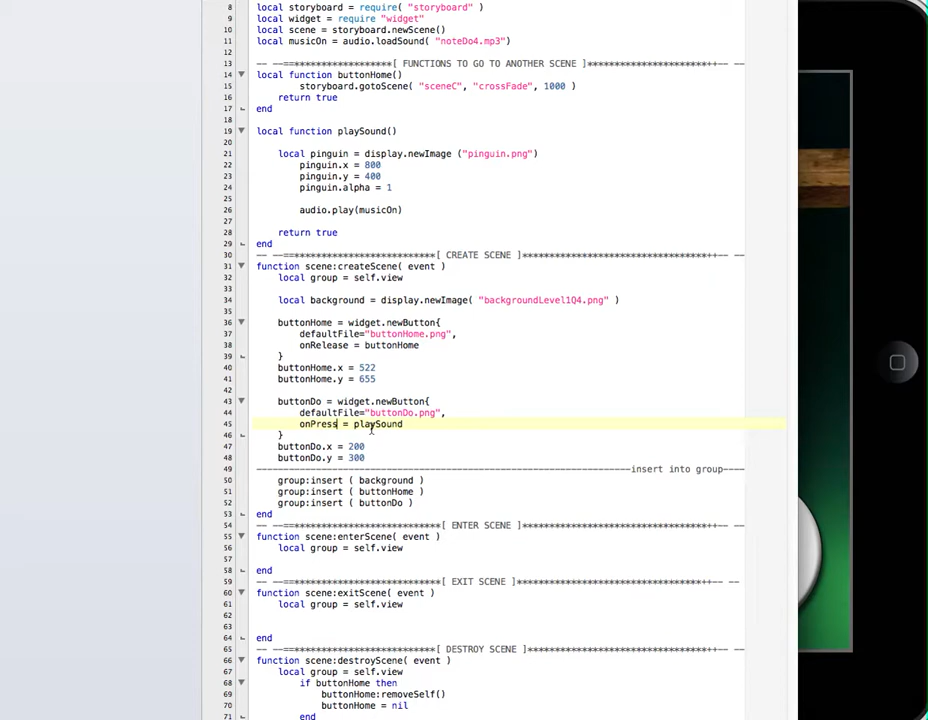 8 local storyboard = require( "storyboard" )
9 local widget = require "widget"
10 local scene = storyboard.newScene()
11 local musicOn = audio.loadSound( "noteDo4.mp3")
12
13 -- --==******************[ FUNCTIONS TO GO TO ANOTHER SCENE ]***********************++-- --
14 local function buttonHome()
15 storyboard.gotoScene( "sceneC", "crossFade", 1000 )
16 return true
17 end
18
19 local function playSound()
20
21 local pinguin = display.newImage ("pinguin.png")
22 pinguin.x = 800
23 pinguin.y = 400
24 pinguin.alpha = 1
25
26 audio.play(musicOn)
27
28 return true
29 end
30 -- --==**************************[ CREATE SCENE ]**********************************++-- --
31 function scene:createScene( event )
32 local group = self.view
33
34 local background = display.newImage( "backgroundLevel1Q4.png" )
35
36 buttonHome = widget.newButton{
37 defaultFile="buttonHome.png",
38 onRelease = buttonHome
39 }
40 buttonHome.x = 522
41 buttonHome.y = 655
42
43 buttonDo = widget.newButton{
44 defaultFile="buttonDo.png",
45 onPress = playSound
46 }
47 buttonDo.x = 200
48 buttonDo.y = 300
49 ---------------------------------------------------------------------insert into group----
50 group:insert ( background )
51 group:insert ( buttonHome )
52 group:insert ( buttonDo )
53 end
54 -- --==***************************[ ENTER SCENE ]**********************************++-- --
55 function scene:enterScene( event )
56 local group = self.view
57
58 end
59 -- --==***************************[ EXIT SCENE ]**********************************++-- --
60 function scene:exitScene( event )
61 local group = self.view
62
63
64 end
65 -- --==***************************[ DESTROY SCENE ]*******************************++-- --
66 function scene:destroyScene( event )
67 local group = self.view
68 if buttonHome then
69 buttonHome:removeSelf()
70 buttonHome = nil
71 end